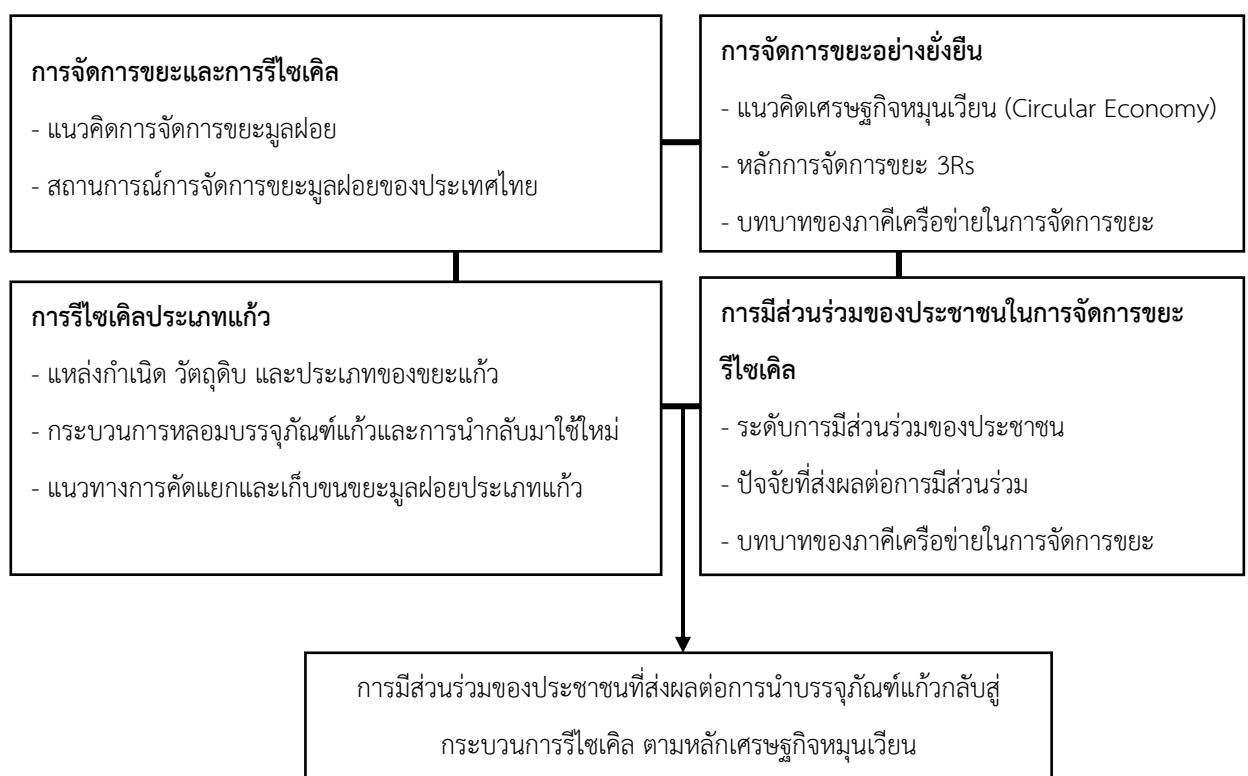 การจัดการขยะและการรีไซเคิล
- แนวคิดการจัดการขยะมูลฝอย
- สถานการณ์การจัดการขยะมูลฝอยของประเทศไทย
การจัดการขยะอย่างยั่งยืน
- แนวคิดเศรษฐกิจหมุนเวียน (Circular Economy)
- หลักการจัดการขยะ 3Rs
- บทบาทของภาคีเครือข่ายในการจัดการขยะ
การรีไซเคิลประเภทแก้ว
- แหล่งกำเนิด วัตถุดิบ และประเภทของขยะแก้ว
- กระบวนการหลอมบรรจุภัณฑ์แก้วและการนำกลับมาใช้ใหม่
- แนวทางการคัดแยกและเก็บขนขยะมูลฝอยประเภทแก้ว
การมีส่วนร่วมของประชาชนในการจัดการขยะ
รีไซเคิล
- ระดับการมีส่วนร่วมของประชาชน
- ปัจจัยที่ส่งผลต่อการมีส่วนร่วม
- บทบาทของภาคีเครือข่ายในการจัดการขยะ
การมีส่วนร่วมของประชาชนที่ส่งผลต่อการนำบรรจุภัณฑ์แก้วกลับสู่
กระบวนการรีไซเคิล ตามหลักเศรษฐกิจหมุนเวียน